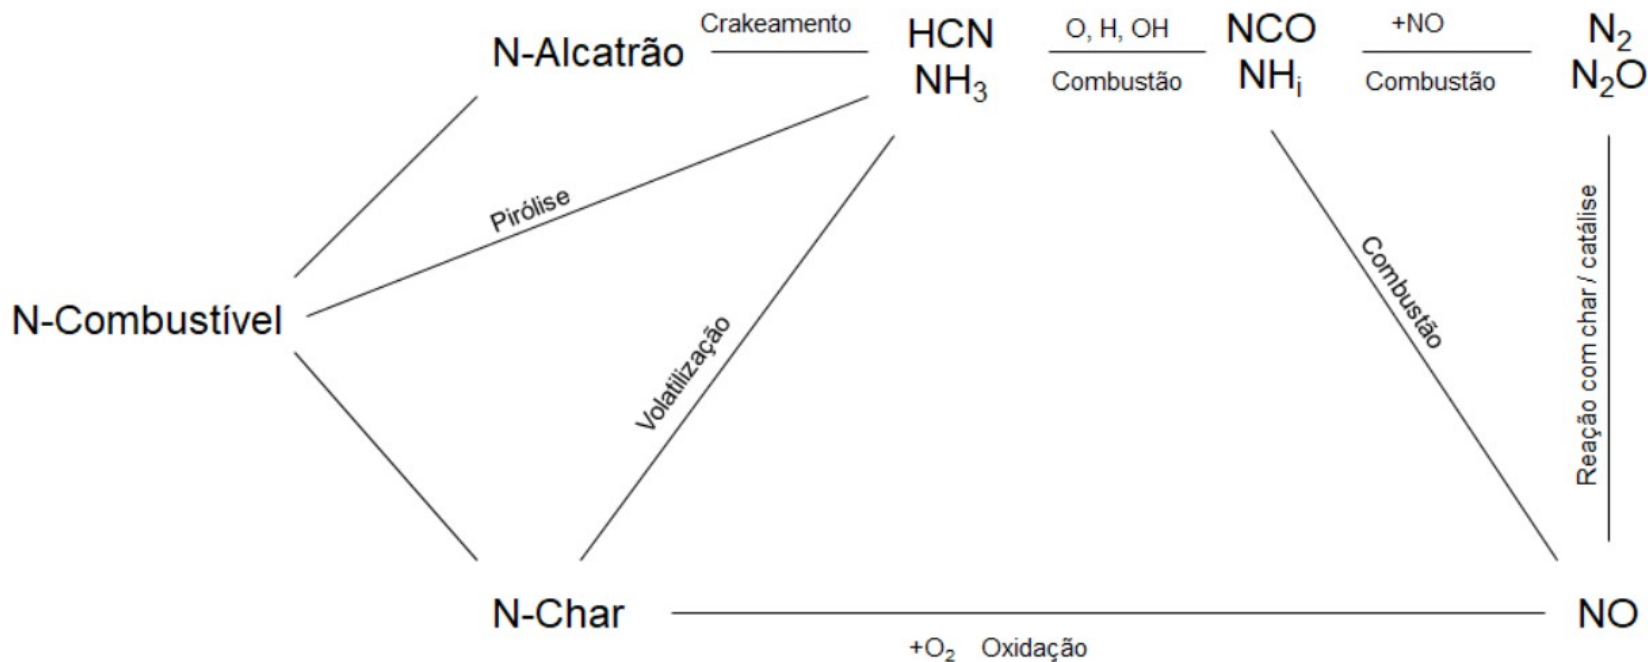 Crakeamento
N-Alcatrão
HCN
NH₃
O, H, OH
Combustão
NCO
NHᵢ
+NO
Combustão
N₂
N₂O
Pirólise
N-Combustível
Volatilização
Combustão
Reação com char / catálise
N-Char
+O₂ Oxidação
NO